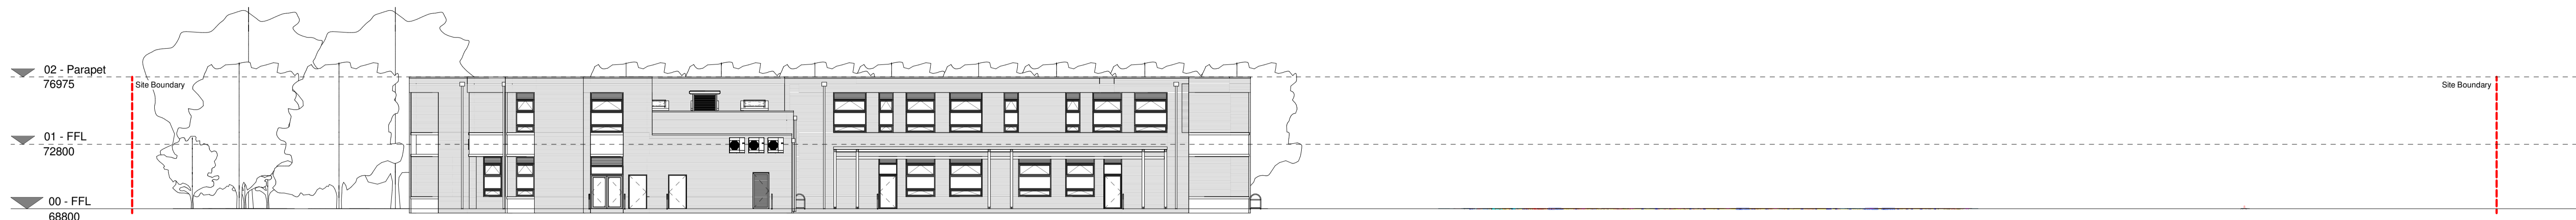 02 - Parapet
76975
Site Boundary
Site Boundary
01 - FFL
72800
00 - FFL
68800